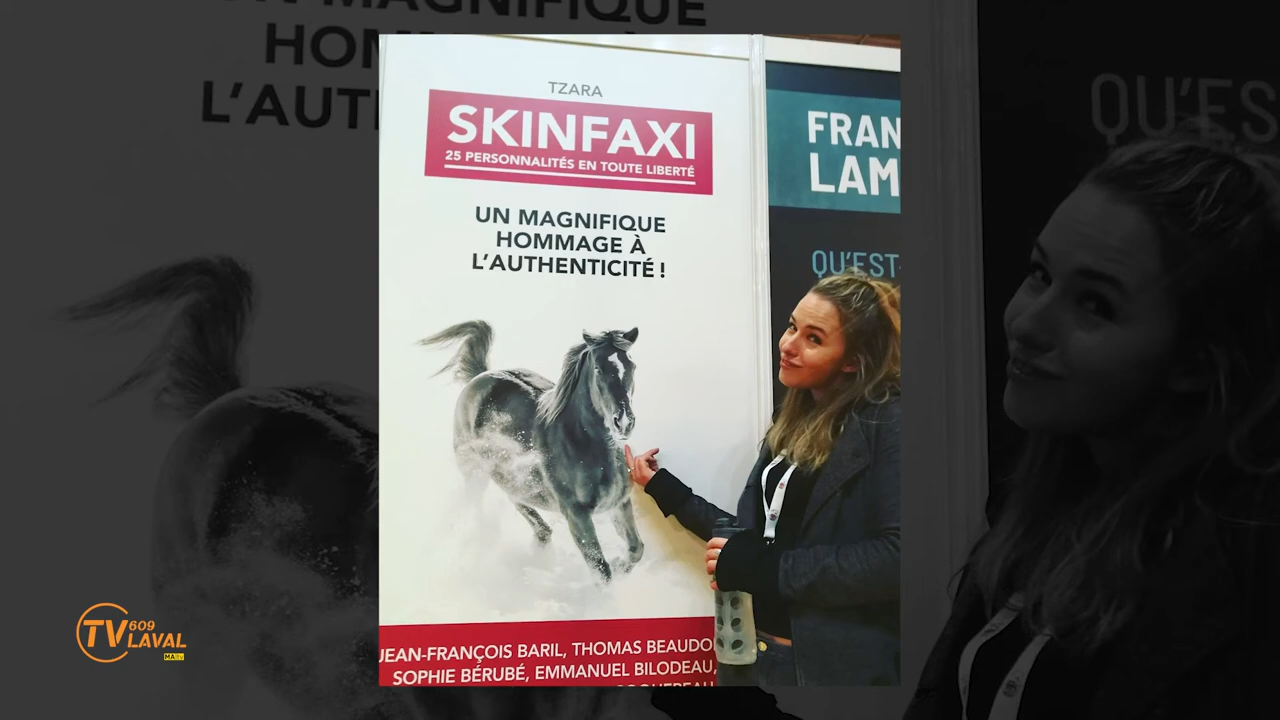 UN MAGNIFIQUE
L'AUT
QU'ES
TZARA
SKINFAXI
25 PERSONNALITÉS EN TOUTE LIBERTÉ
UN MAGNIFIQUE
HOMMAGE À
L'AUTHENTICITÉ !
FRAN
LAM
QU'EST-
JEAN-FRANÇOIS BARIL, THOMAS BEAUDO
SOPHIE BÉRUBÉ, EMMANUEL BILODEAU,
TV 609
LAVAL
MAtv